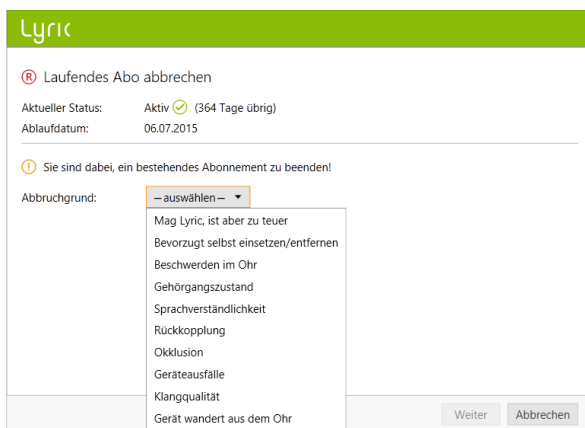 Lyric
R Laufendes Abo abbrechen
Aktueller Status: Aktiv (364 Tage übrig)
Ablaufdatum: 06.07.2015
! Sie sind dabei, ein bestehendes Abonnement zu beenden!
Abbruchgrund: – auswählen –
Mag Lyric, ist aber zu teuer
Bevorzugt selbst einsetzen/entfernen
Beschwerden im Ohr
Gehörgangszustand
Sprachverständlichkeit
Rückkopplung
Okklusion
Geräteausfälle
Klangqualität
Gerät wandert aus dem Ohr
Weiter Abbrechen